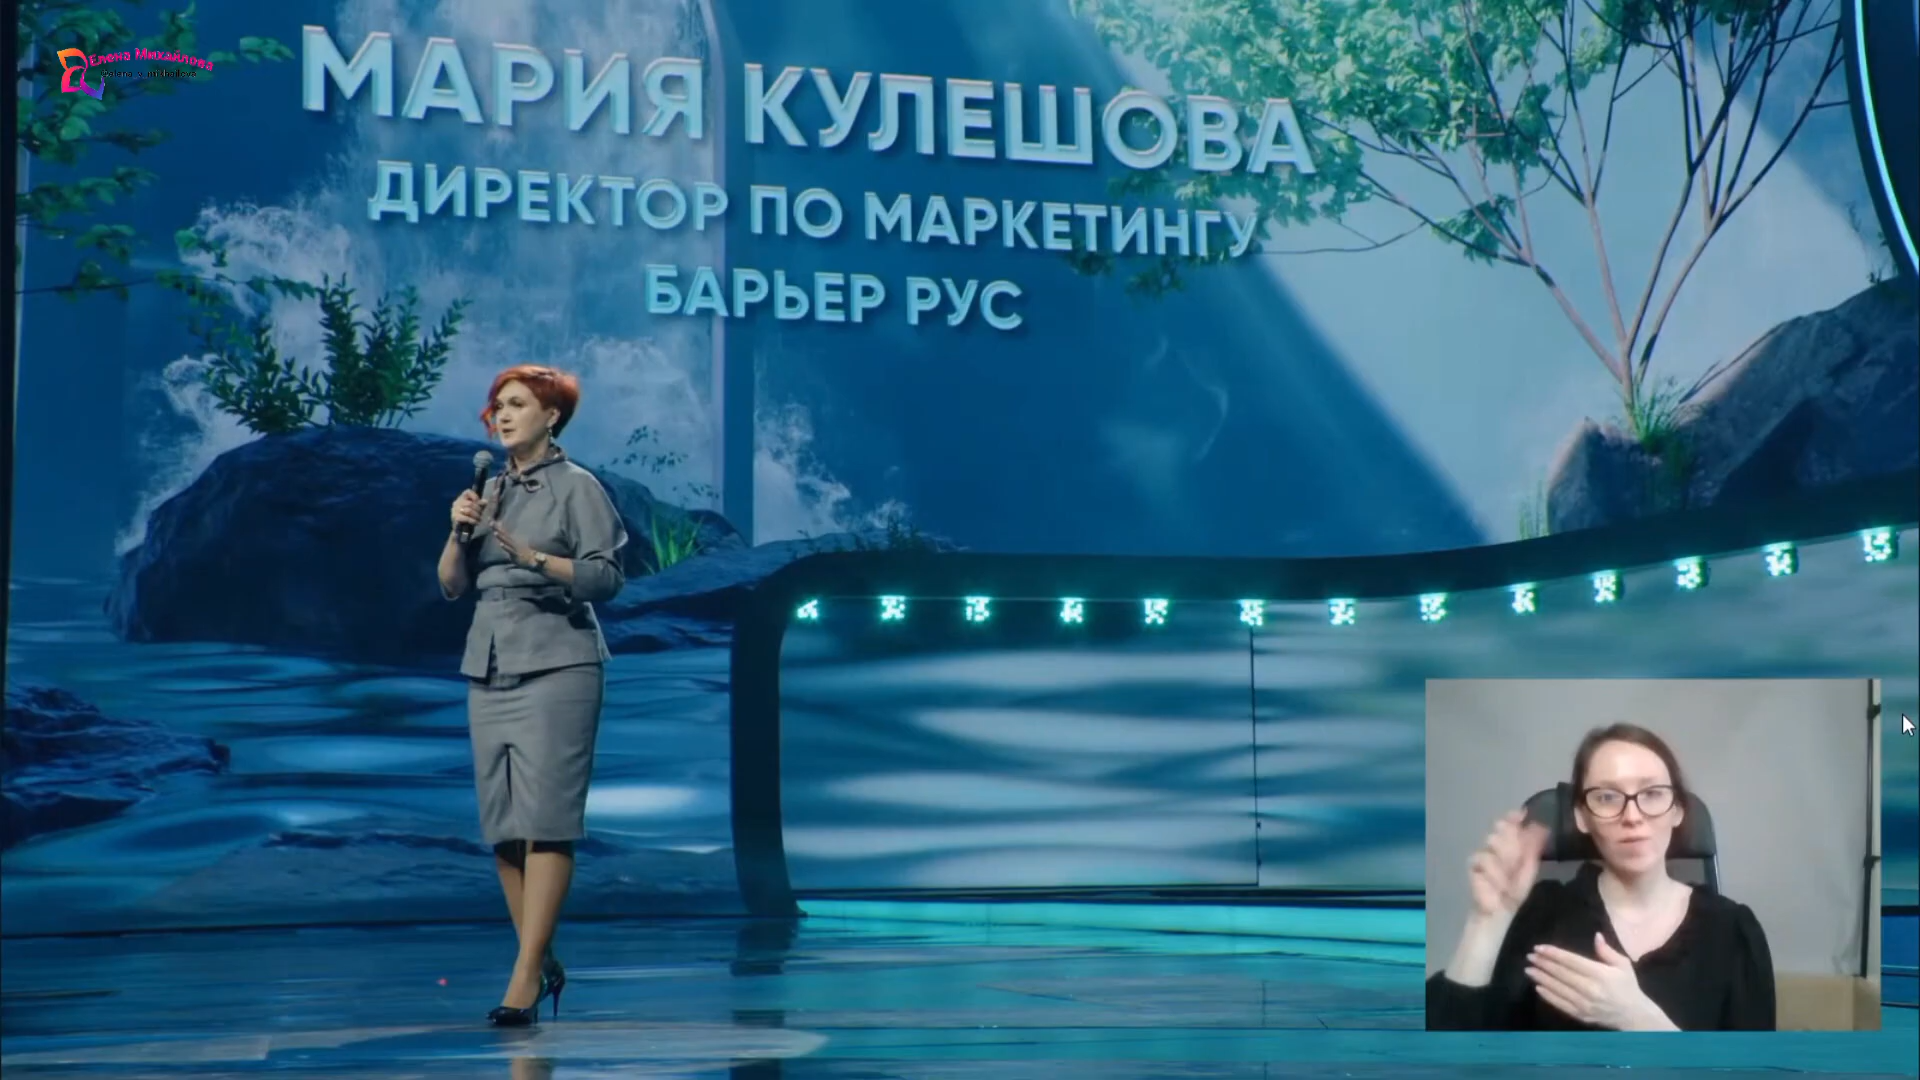 Елена Михайлова
МАРИЯ КУЛЕШОВА
ДИРЕКТОР ПО МАРКЕТИНГУ
БАРЬЕР РУС